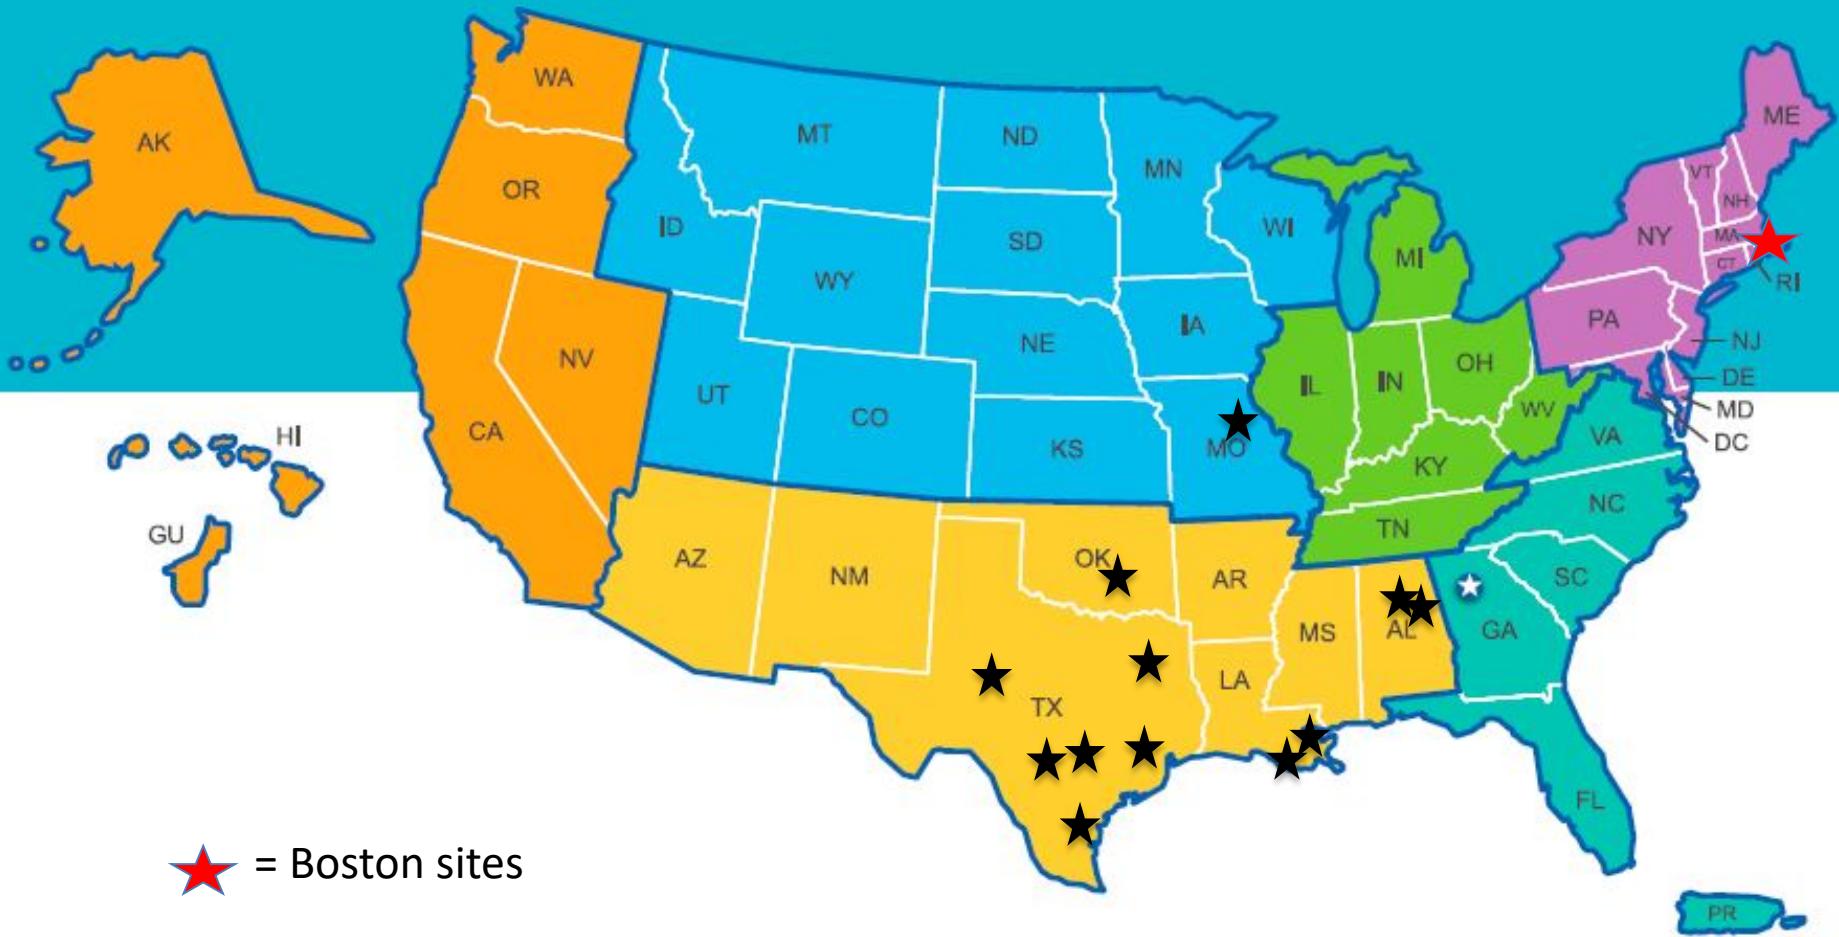 WA
AK
OR
ID
MT
ND
MN
WI
SD
WY
NE
IA
MI
ME
VT
NH
NY
MA
CT
RI
PA
NJ
DE
MD
DC
NV
CA
UT
CO
KS
MO
IL
IN
OH
WV
KY
VA
HI
GU
AZ
NM
OK
AR
TN
NC
SC
MS
AL
GA
TX
LA
FL
PR
= Boston sites